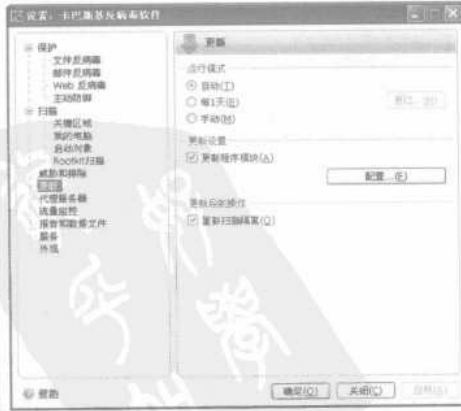 设置：卡巴斯基反病毒软件
保护
文件反病毒
邮件反病毒
Web 反病毒
主动防御
扫描
关键区域
我的电脑
启动对象
Rootkit扫描
威胁和排除
更新
代理服务器
流量监控
报告和数据文件
服务
外观
更新
运行模式
自动(T)
每1天(E)
手动(M)
更新设置
更新程序模块(A)
配置...(F)
更新后的操作
重新扫描隔离(Q)
帮助
确定(O)
关闭(C)